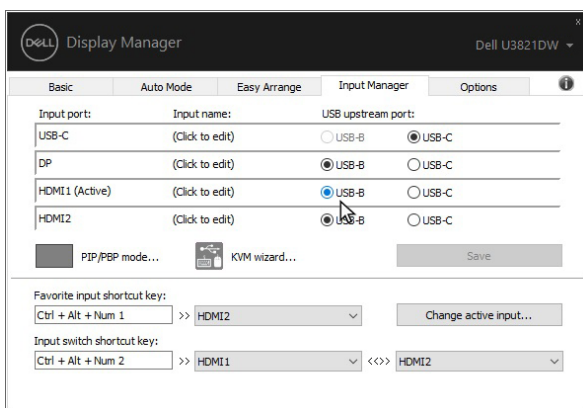 x
DELL Display Manager Dell U3821DW
Basic Auto Mode Easy Arrange Input Manager Options i
Input port: Input name: USB upstream port:
USB-C (Click to edit) USB-B USB-C
DP (Click to edit) USB-B USB-C
HDMI1 (Active) (Click to edit) USB-B USB-C
HDMI2 (Click to edit) USB-B USB-C
PIP/PBP mode... KVM wizard... Save
Favorite input shortcut key:
Ctrl + Alt + Num 1 >> HDMI2 Change active input...
Input switch shortcut key:
Ctrl + Alt + Num 2 >> HDMI1 <<>> HDMI2